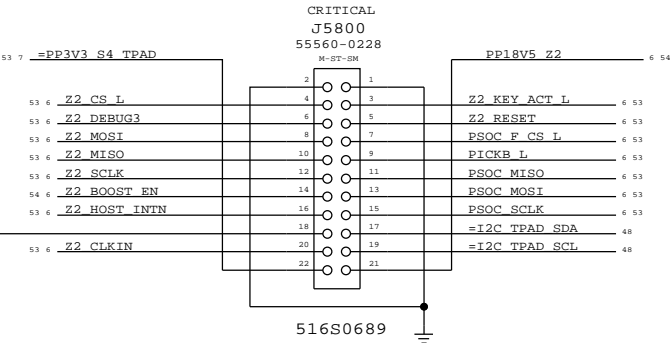 CRITICAL
J5800
55560-0228
M-ST-SM
53 7 =PP3V3_S4_TPAD
PP18V5_Z2 6 54
2 1
53 6 Z2_CS_L 4 3 Z2_KEY_ACT_L 6 53
53 6 Z2_DEBUG3 6 5 Z2_RESET 6 53
53 6 Z2_MOSI 8 7 PSOC_F_CS_L 6 53
53 6 Z2_MISO 10 9 PICKB_L 6 53
53 6 Z2_SCLK 12 11 PSOC_MISO 6 53
54 6 Z2_BOOST_EN 14 13 PSOC_MOSI 6 53
53 6 Z2_HOST_INTN 16 15 PSOC_SCLK 6 53
18 17 =I2C_TPAD_SDA 48
53 6 Z2_CLKIN 20 19 =I2C_TPAD_SCL 48
22 21
516S0689